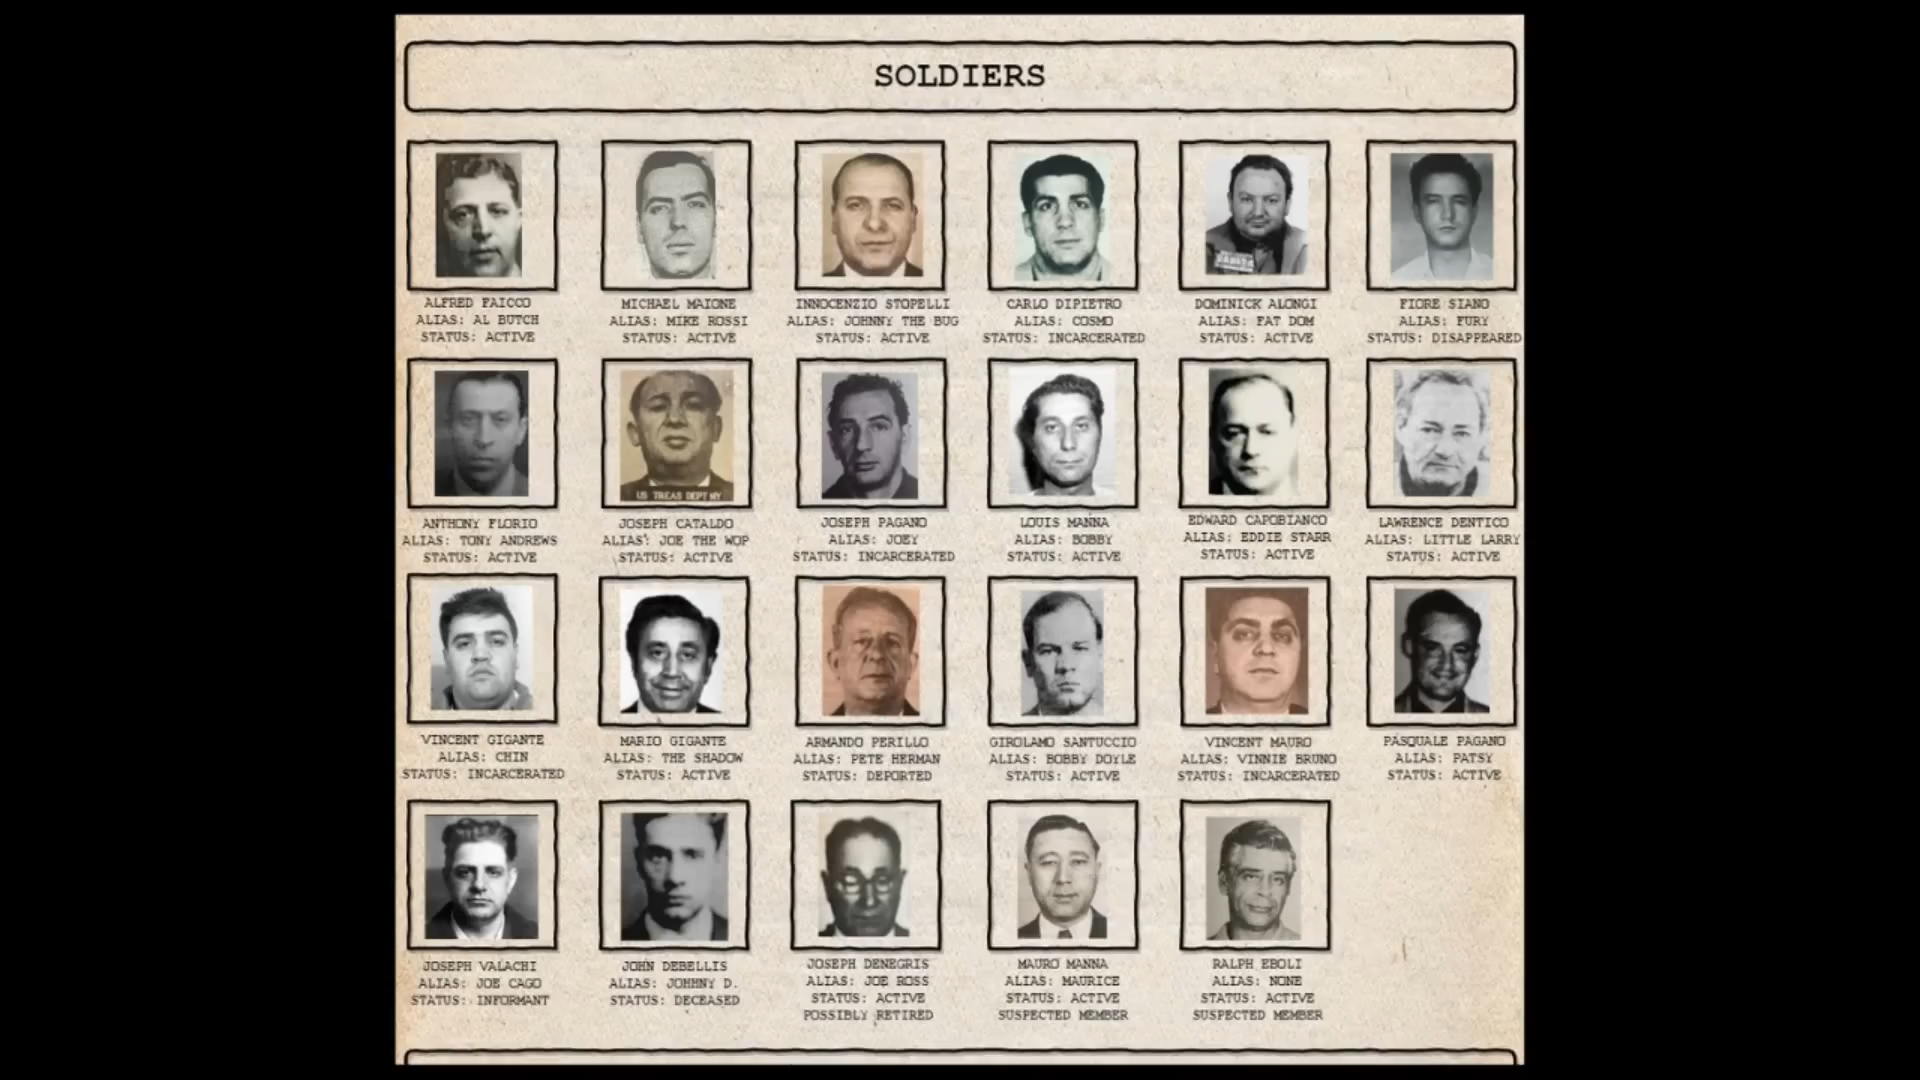 SOLDIERS
ALFRED FAICCO
ALIAS: AL BUTCH
STATUS: ACTIVE
MICHAEL MAIONE
ALIAS: MIKE ROSSI
STATUS: ACTIVE
INNOCENZIO STOPELLI
ALIAS: JOHNNY THE BUG
STATUS: ACTIVE
CARLO DIPIETRO
ALIAS: COSMO
STATUS: INCARCERATED
DOMINICK ALONGI
ALIAS: FAT DOM
STATUS: ACTIVE
FIORE SIANO
ALIAS: FURY
STATUS: DISAPPEARED
ANTHONY FLORIO
ALIAS: TONY ANDREWS
STATUS: ACTIVE
US TREAS DEPT NY
JOSEPH CATALDO
ALIAS: JOE THE WOP
STATUS: ACTIVE
JOSEPH PAGANO
ALIAS: JOEY
STATUS: INCARCERATED
LOUIS MANNA
ALIAS: BOBBY
STATUS: ACTIVE
EDWARD CAPOBIANCO
ALIAS: EDDIE STARR
STATUS: ACTIVE
LAWRENCE DENTICO
ALIAS: LITTLE LARRY
STATUS: ACTIVE
VINCENT GIGANTE
ALIAS: CHIN
STATUS: INCARCERATED
MARIO GIGANTE
ALIAS: THE SHADOW
STATUS: ACTIVE
ARMANDO PERILLO
ALIAS: PETE HERMAN
STATUS: DEPORTED
GIROLAMO SANTUCCIO
ALIAS: BOBBY DOYLE
STATUS: ACTIVE
VINCENT MAURO
ALIAS: VINNIE BRUNO
STATUS: INCARCERATED
PASQUALE PAGANO
ALIAS: PATSY
STATUS: ACTIVE
JOSEPH VALACHI
ALIAS: JOE CAGO
STATUS: INFORMANT
JOHN DEBELLIS
ALIAS: JOHNNY D.
STATUS: DECEASED
JOSEPH DENEGRIS
ALIAS: JOE ROSS
STATUS: ACTIVE
POSSIBLY RETIRED
MAURO MANNA
ALIAS: MAURICE
STATUS: ACTIVE
SUSPECTED MEMBER
RALPH EBOLI
ALIAS: NONE
STATUS: ACTIVE
SUSPECTED MEMBER